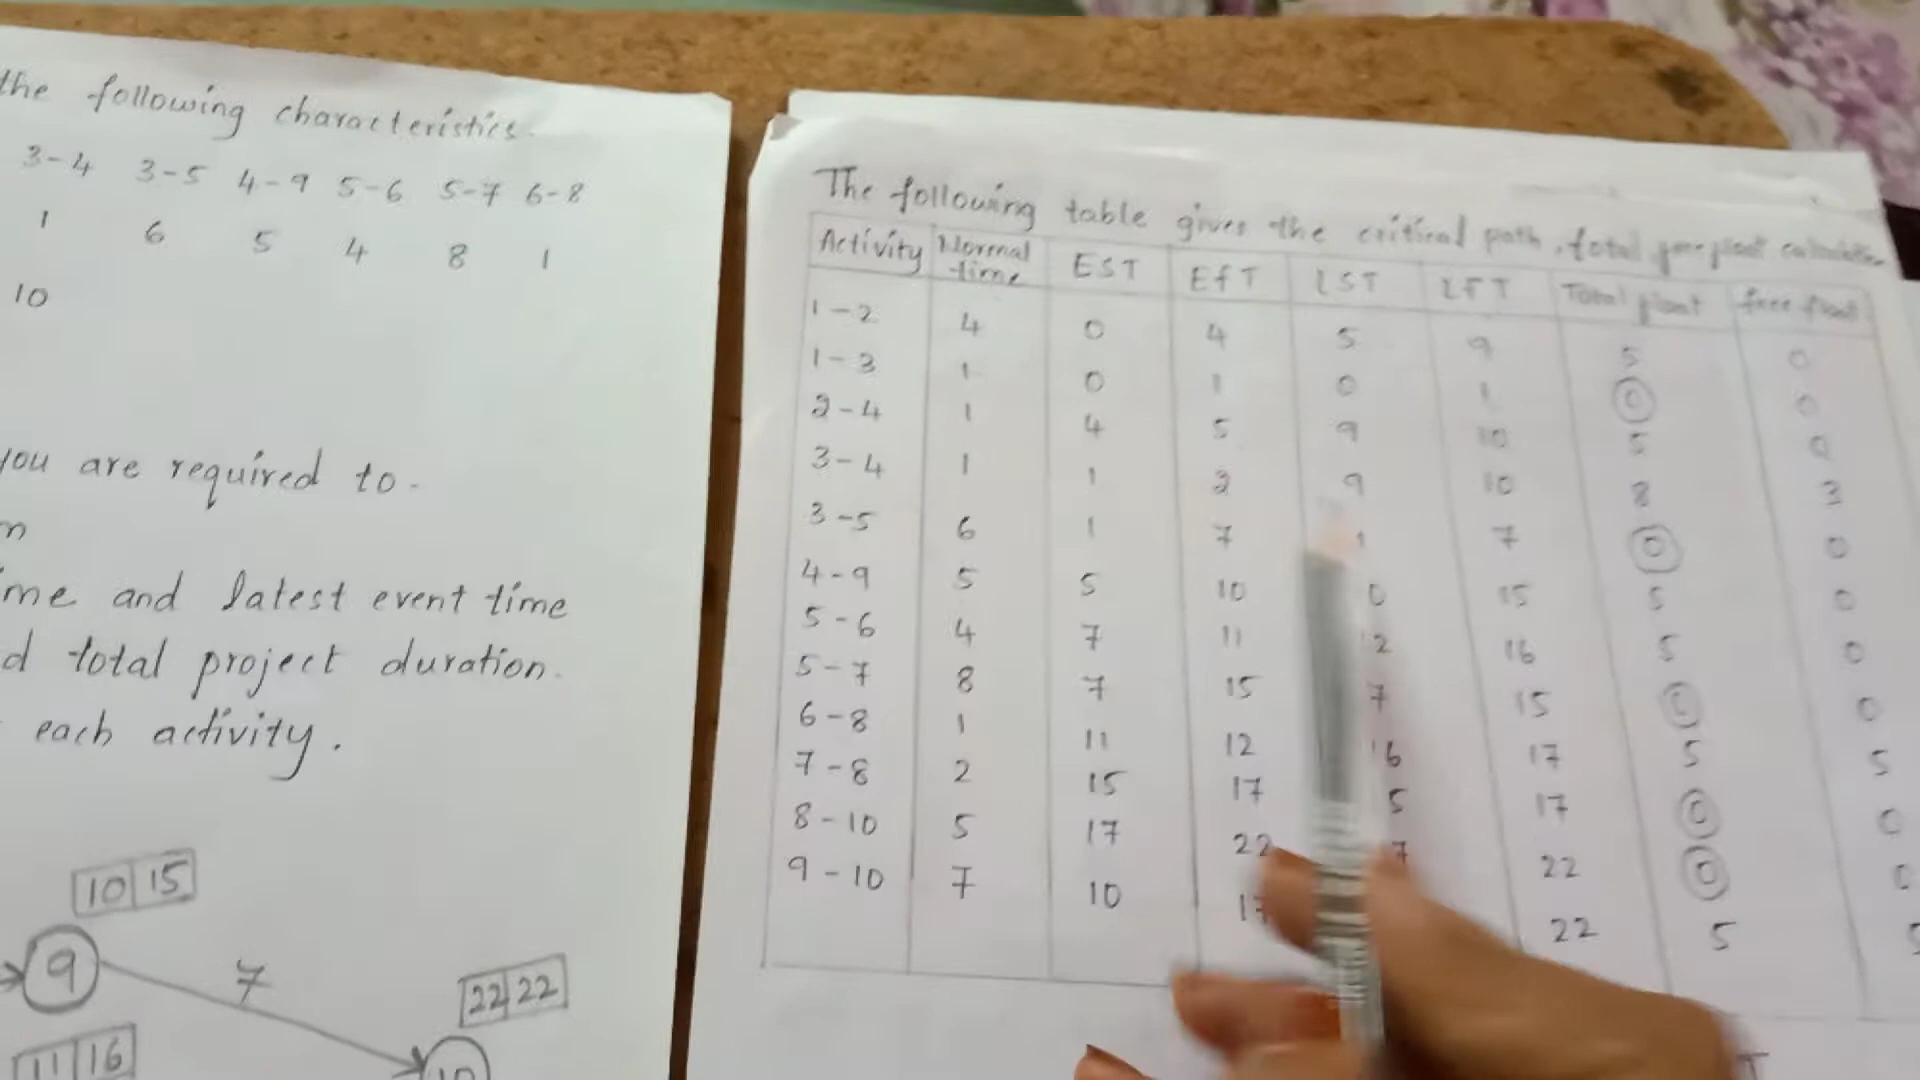 the following characteristics.
3-4 3-5 4-9 5-6 5-7 6-8
1 6 5 4 8 1
10
you are required to.
n
me and latest event time
d total project duration.
each activity.
10 15
9
7
22 22
11 16
10
The following table gives the critical path, total
Activity Normal time EST EfT LST LFT Total float free float
1-2 4 0 4 5 9 5 0
1-3 1 0 1 0 1 0 0
2-4 1 4 5 9 10 5 0
3-4 1 1 2 9 10 8 3
3-5 6 1 7 1 7 0 0
4-9 5 5 10 0 15 5 0
5-6 4 7 11 12 16 5 0
5-7 8 7 15 7 15 0 0
6-8 1 11 12 16 17 5 5
7-8 2 15 17 5 17 0 0
8-10 5 17 22 7 22 0 0
9-10 7 10 17 22 5